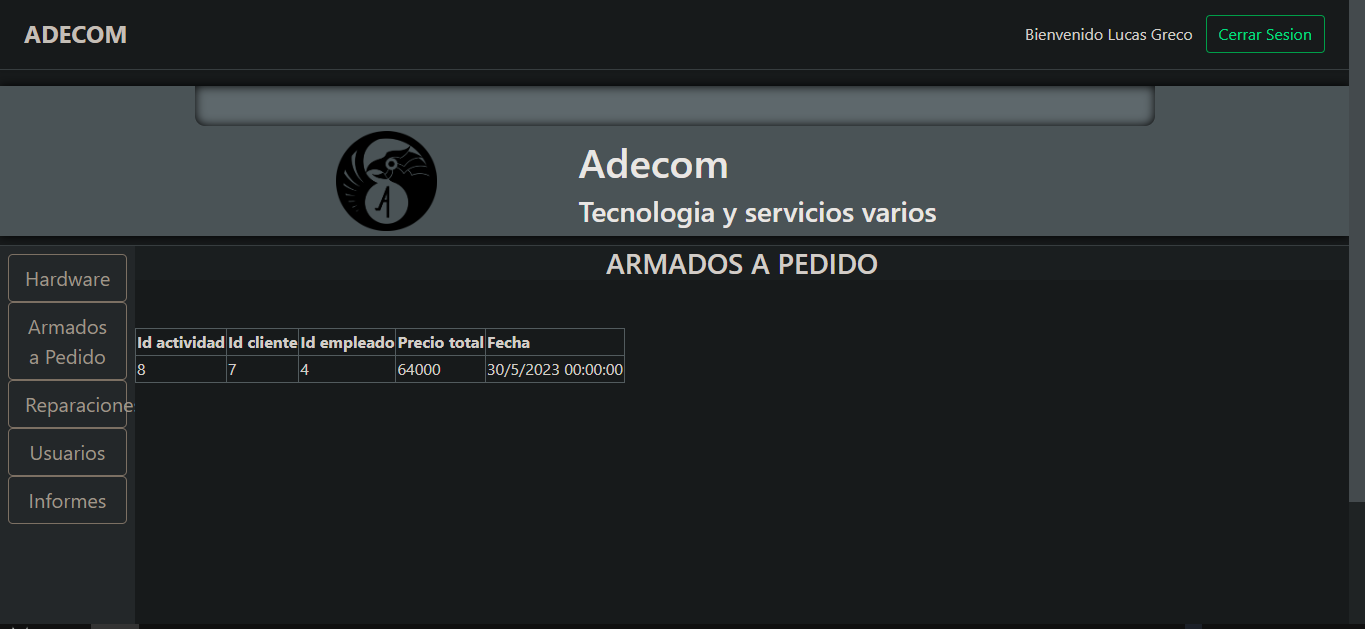 ADECOM
Bienvenido Lucas Greco
Cerrar Sesion
A
Adecom
Tecnologia y servicios varios
Hardware
Armados
a Pedido
Reparaciones
Usuarios
Informes
ARMADOS A PEDIDO
Id actividad Id cliente Id empleado Precio total Fecha
8 7 4 64000 30/5/2023 00:00:00